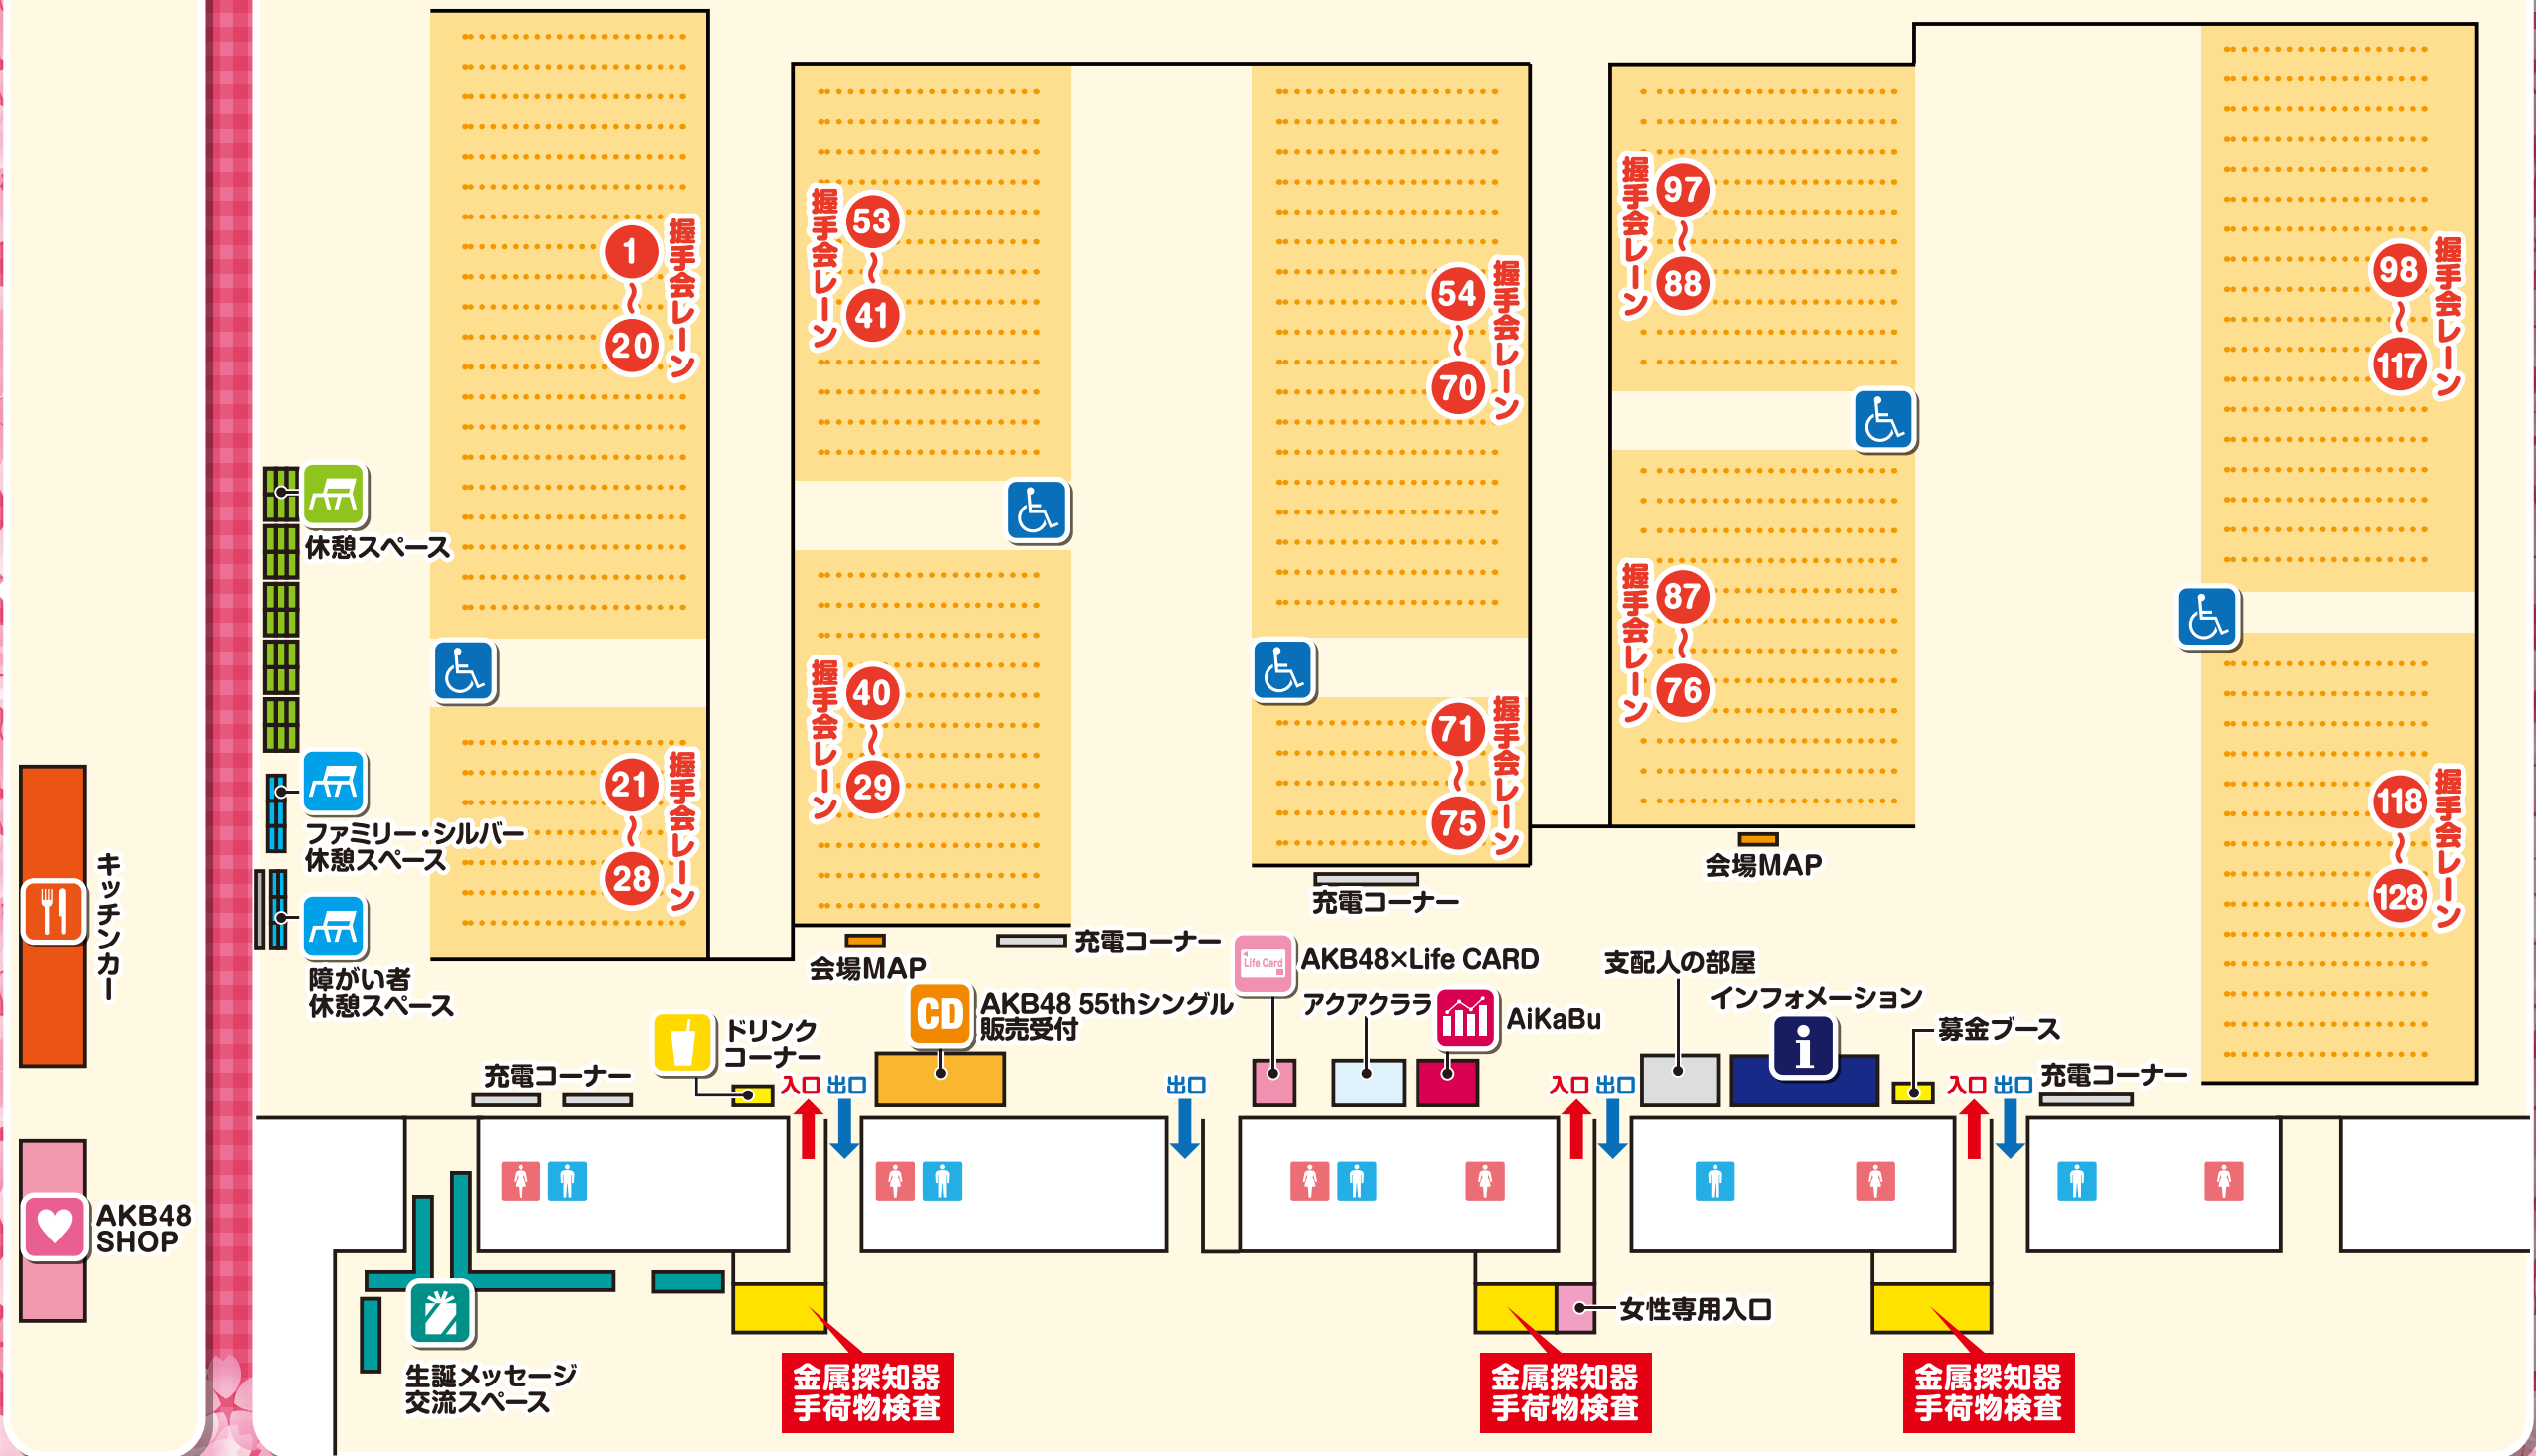 握手会レーン
1
〜
20
握手会レーン
53
〜
41
握手会レーン
54
〜
70
握手会レーン
97
〜
88
握手会レーン
98
〜
117
休憩スペース
握手会レーン
21
〜
28
握手会レーン
40
〜
29
握手会レーン
71
〜
75
握手会レーン
87
〜
76
握手会レーン
118
〜
128
ファミリー・シルバー
休憩スペース
障がい者
休憩スペース
キッチンカー
AKB48
SHOP
会場MAP
充電コーナー
充電コーナー
会場MAP
CD
AKB48 55thシングル
販売受付
Life Card
AKB48×Life CARD
アクアクララ
AiKaBu
支配人の部屋
インフォメーション
i
募金ブース
充電コーナー
ドリンク
コーナー
充電コーナー
入口
出口
出口
入口
出口
入口
出口
女性専用入口
生誕メッセージ
交流スペース
金属探知器
手荷物検査
金属探知器
手荷物検査
金属探知器
手荷物検査